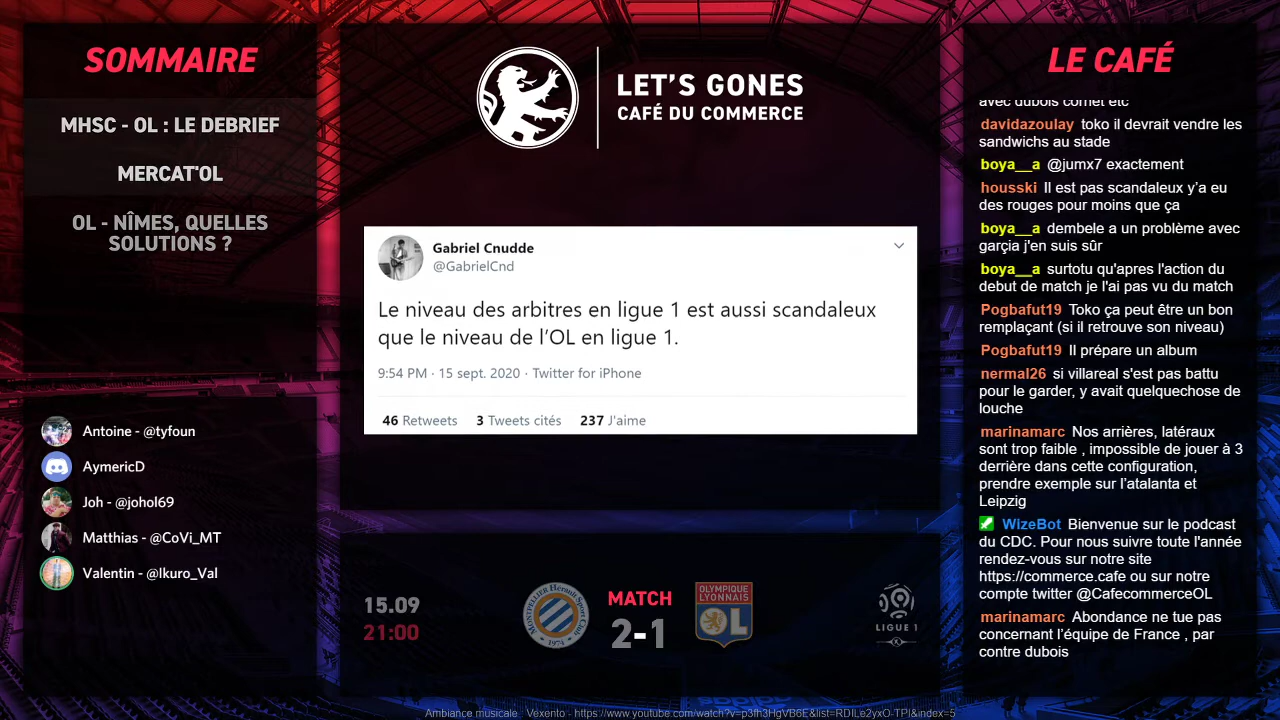 SOMMAIRE
MHSC - OL : LE DEBRIEF
MERCAT'OL
OL - NÎMES, QUELLES
SOLUTIONS ?
Antoine - @tyfoun
AymericD
Joh - @johol69
Matthias - @CoVi_MT
Valentin - @Ikuro_Val
LET'S GONES
CAFÉ DU COMMERCE
Gabriel Cnudde
@GabrielCnd
Le niveau des arbitres en ligue 1 est aussi scandaleux
que le niveau de l'OL en ligue 1.
9:54 PM · 15 sept. 2020 · Twitter for iPhone
46 Retweets 3 Tweets cités 237 J'aime
15.09
21:00
MONTPELLIER Hérault Sport Club
1974
MATCH
2-1
OLYMPIQUE
LYONNAIS
OL
LIGUE 1
LE CAFÉ
avec dubois cornet etc
davidazoulay toko il devrait vendre les
sandwichs au stade
boya__a @jumx7 exactement
housski Il est pas scandaleux y'a eu
des rouges pour moins que ça
boya__a dembele a un problème avec
garçia j'en suis sûr
boya__a surtotu qu'apres l'action du
debut de match je l'ai pas vu du match
Pogbafut19 Toko ça peut être un bon
remplaçant (si il retrouve son niveau)
Pogbafut19 Il prépare un album
nermal26 si villareal s'est pas battu
pour le garder, y avait quelquechose de
louche
marinamarc Nos arrières, latéraux
sont trop faible , impossible de jouer à 3
derrière dans cette configuration,
prendre exemple sur l'atalanta et
Leipzig
WizeBot Bienvenue sur le podcast
du CDC. Pour nous suivre toute l'année
rendez-vous sur notre site
https://commerce.cafe ou sur notre
compte twitter @CafecommerceOL
marinamarc Abondance ne tue pas
concernant l'équipe de France , par
contre dubois
Ambiance musicale : Vexento - https://www.youtube.com/watch?v=p3fh3HgVB6E&list=RDILe2yxO-TPI&index=5